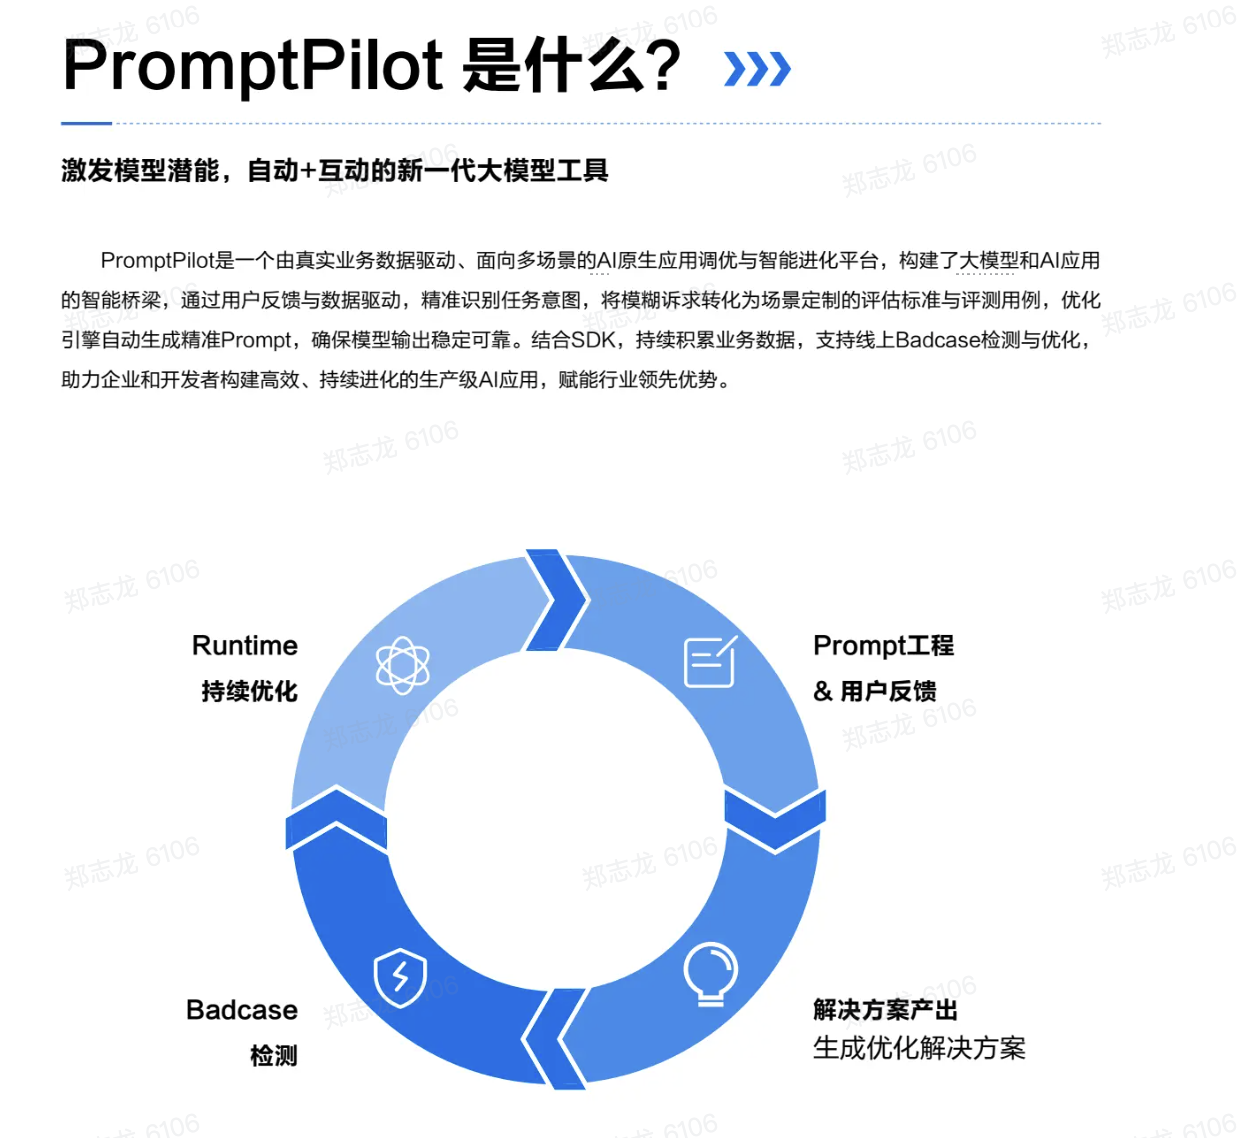 PromptPilot 是什么?
激发模型潜能，自动+互动的新一代大模型工具
PromptPilot是一个由真实业务数据驱动、面向多场景的AI原生应用调优与智能进化平台，构建了大模型和AI应用
的智能桥梁，通过用户反馈与数据驱动，精准识别任务意图，将模糊诉求转化为场景定制的评估标准与评测用例，优化
引擎自动生成精准Prompt，确保模型输出稳定可靠。结合SDK，持续积累业务数据，支持线上Badcase检测与优化，
助力企业和开发者构建高效、持续进化的生产级AI应用，赋能行业领先优势。
Runtime
持续优化
Prompt工程
& 用户反馈
Badcase
检测
解决方案产出
生成优化解决方案
郑志龙 6106